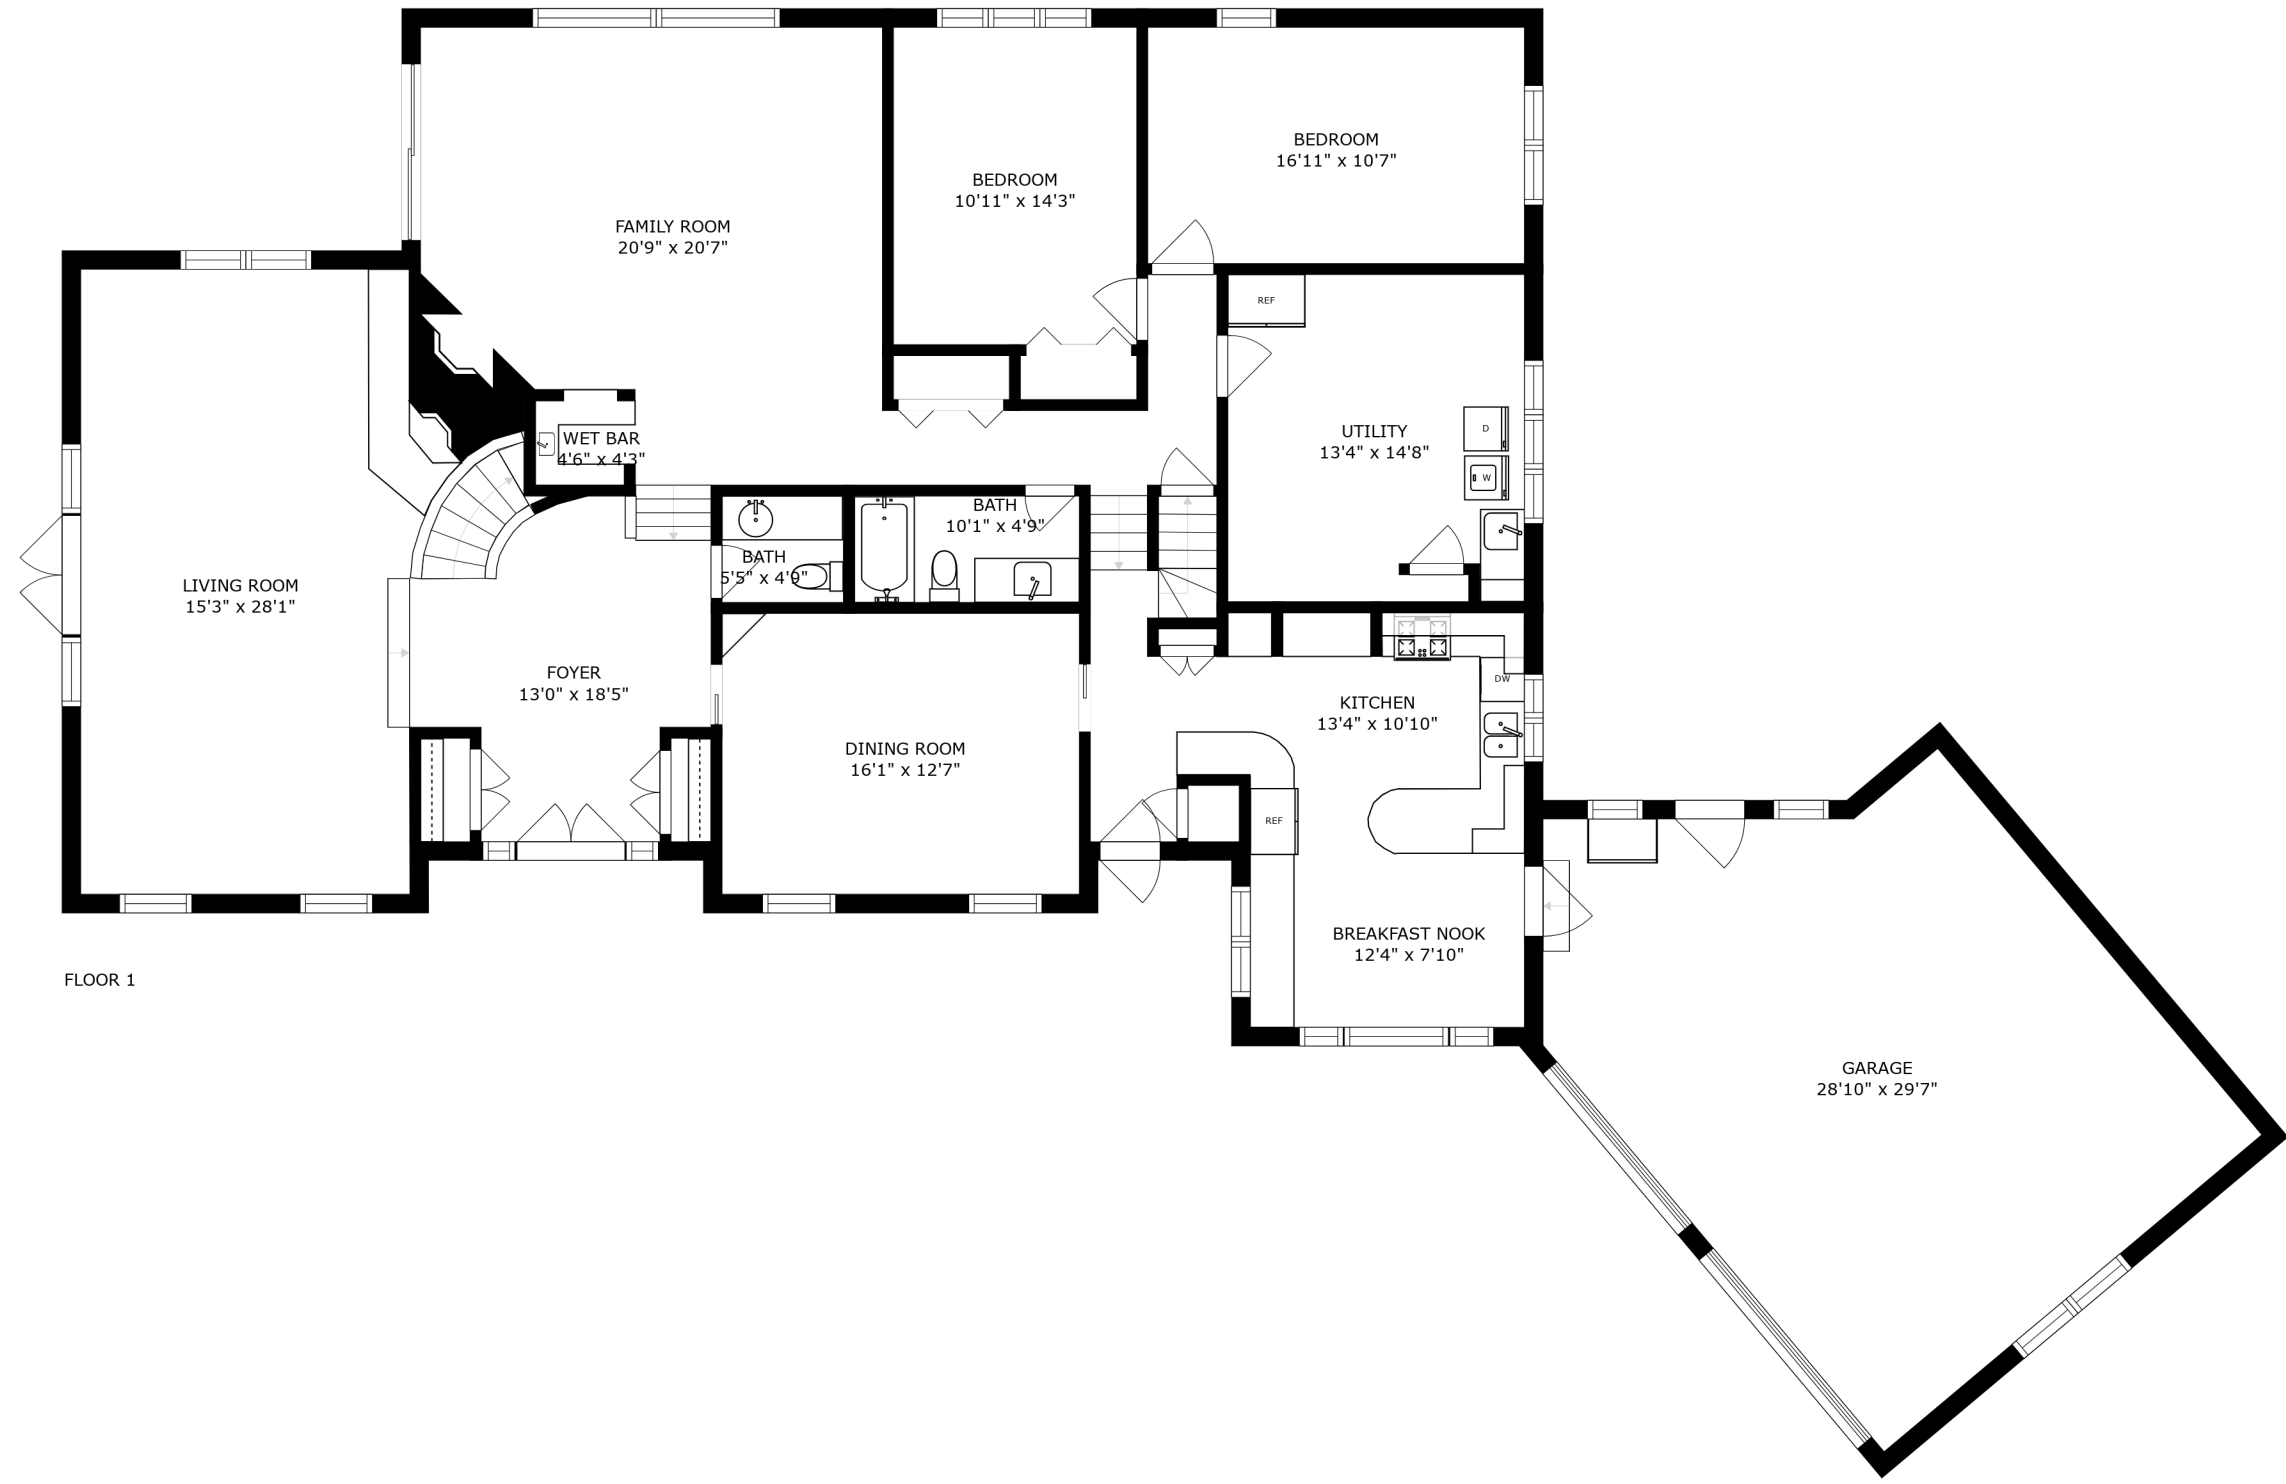 BEDROOM
16'11" x 10'7"
BEDROOM
10'11" x 14'3"
FAMILY ROOM
20'9" x 20'7"
REF
UTILITY
13'4" x 14'8"
D
W
WET BAR
4'6" x 4'3"
BATH
10'1" x 4'9"
BATH
5'5" x 4'9"
LIVING ROOM
15'3" x 28'1"
FOYER
13'0" x 18'5"
DW
KITCHEN
13'4" x 10'10"
DINING ROOM
16'1" x 12'7"
REF
BREAKFAST NOOK
12'4" x 7'10"
FLOOR 1
GARAGE
28'10" x 29'7"